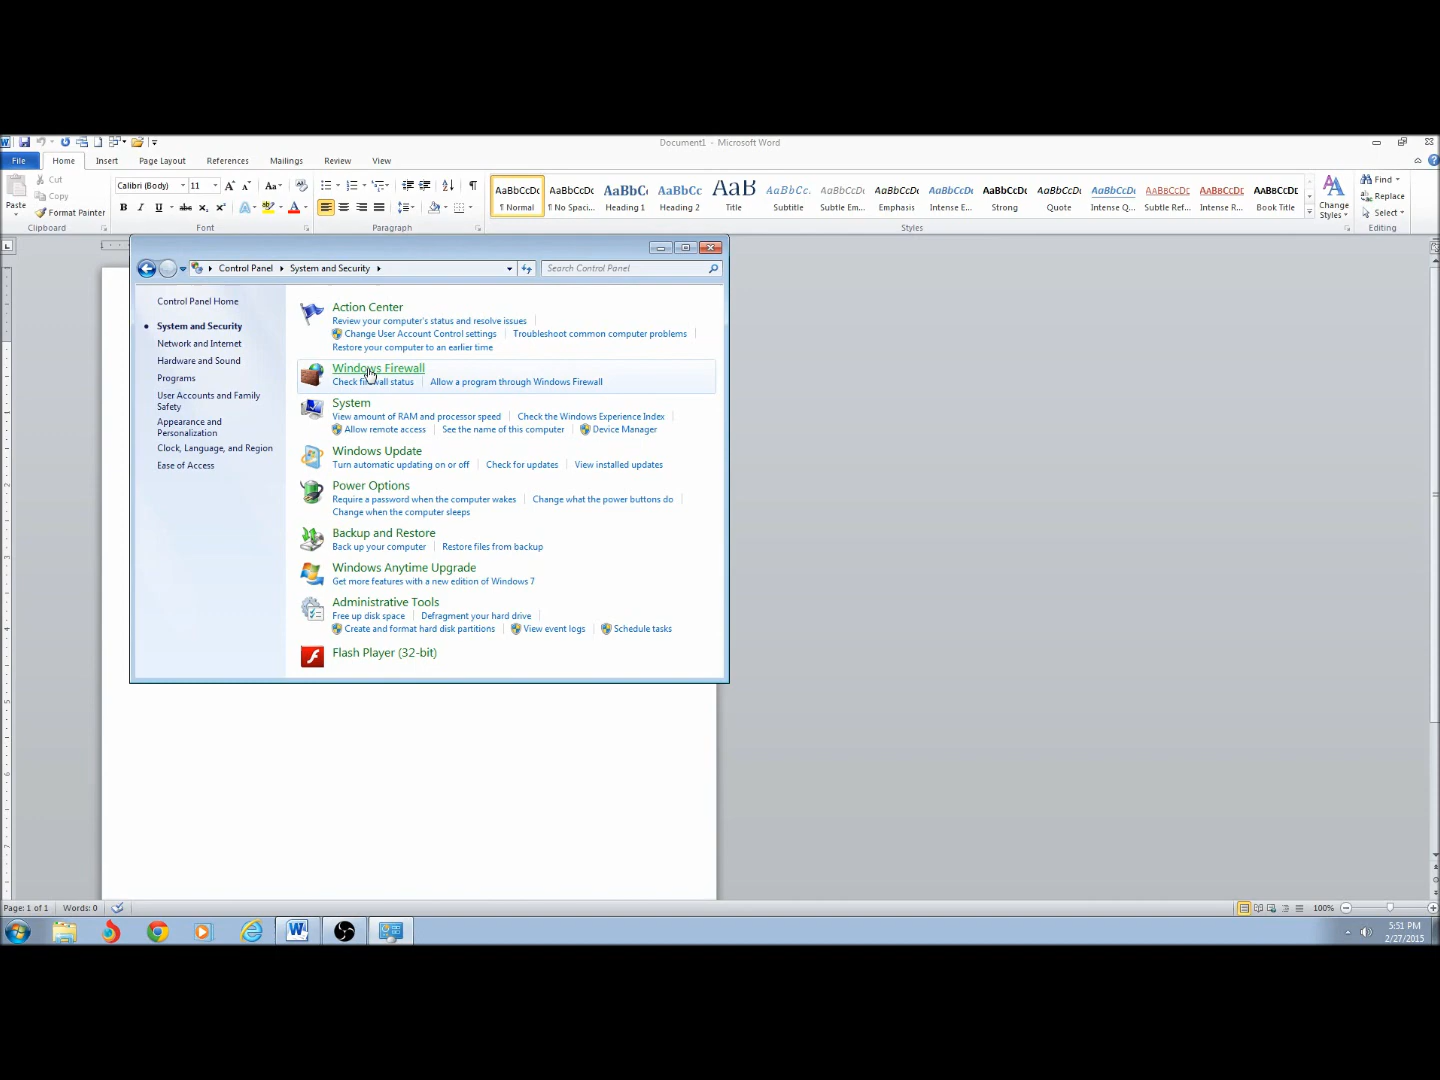 Document1 - Microsoft Word
File Home Insert Page Layout References Mailings Review View
Cut
Copy
Format Painter
Paste
Clipboard
Calibri (Body) 11
Font
Paragraph
AaBbCcDc AaBbCcDc AaBbCc AaBbCc AaB AaBbCc. AaBbCcDc AaBbCcDc AaBbCcDc AaBbCcDc AaBbCcDc AaBbCcDc AaBbCcDc AaBbCcDc AaBbCcDc
¶ Normal ¶ No Spaci... Heading 1 Heading 2 Title Subtitle Subtle Em... Emphasis Intense E... Strong Quote Intense Q... Subtle Ref... Intense R... Book Title
Change Styles
Styles
Find
Replace
Select
Editing
Control Panel System and Security
Search Control Panel
Control Panel Home
System and Security
Network and Internet
Hardware and Sound
Programs
User Accounts and Family
Safety
Appearance and
Personalization
Clock, Language, and Region
Ease of Access
Action Center
Review your computer's status and resolve issues
Change User Account Control settings Troubleshoot common computer problems
Restore your computer to an earlier time
Windows Firewall
Check firewall status Allow a program through Windows Firewall
System
View amount of RAM and processor speed Check the Windows Experience Index
Allow remote access See the name of this computer Device Manager
Windows Update
Turn automatic updating on or off Check for updates View installed updates
Power Options
Require a password when the computer wakes Change what the power buttons do
Change when the computer sleeps
Backup and Restore
Back up your computer Restore files from backup
Windows Anytime Upgrade
Get more features with a new edition of Windows 7
Administrative Tools
Free up disk space Defragment your hard drive
Create and format hard disk partitions View event logs Schedule tasks
Flash Player (32-bit)
Page: 1 of 1 Words: 0
100%
5:51 PM
2/27/2015